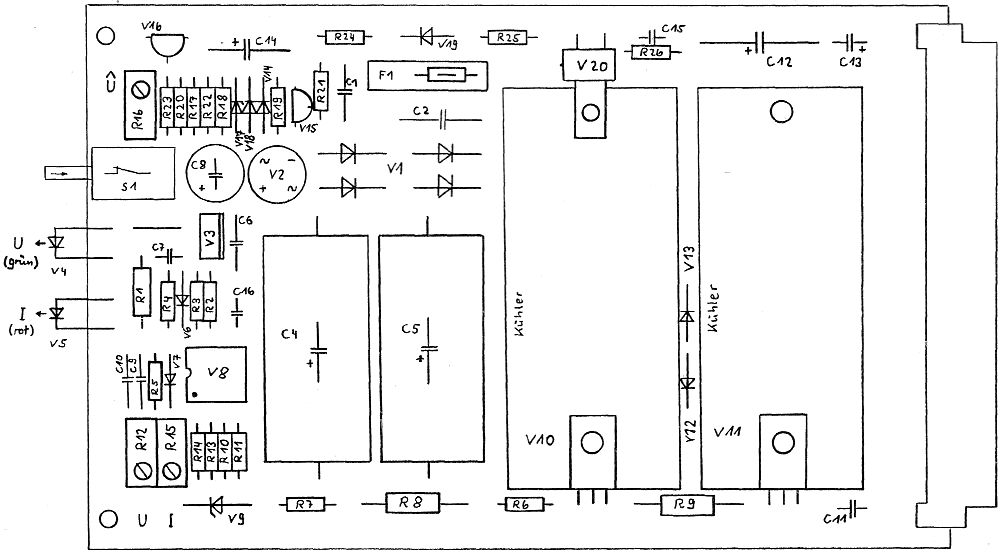 V16
+ C14
R24
V19
R25
C15
R26
+ C12
+ C13
V20
Û
R16
R23
R20
R17
R22
R18
V14
V17
V18
R19
V15
R21
C1
F1
C2
S1
C8
+
~ -
V2
+ ~
V1
U
(grün)
V4
C7
V3
C6
I
(rot)
V5
R1
R4
V6
R3
R2
C16
C4
+
C5
+
Kühler
V13
Kühler
C10
C9
R5
V7
V8
R12
R15
R14
R13
R10
R11
V10
V12
V11
U I
V9
R7
R8
R6
R9
C11